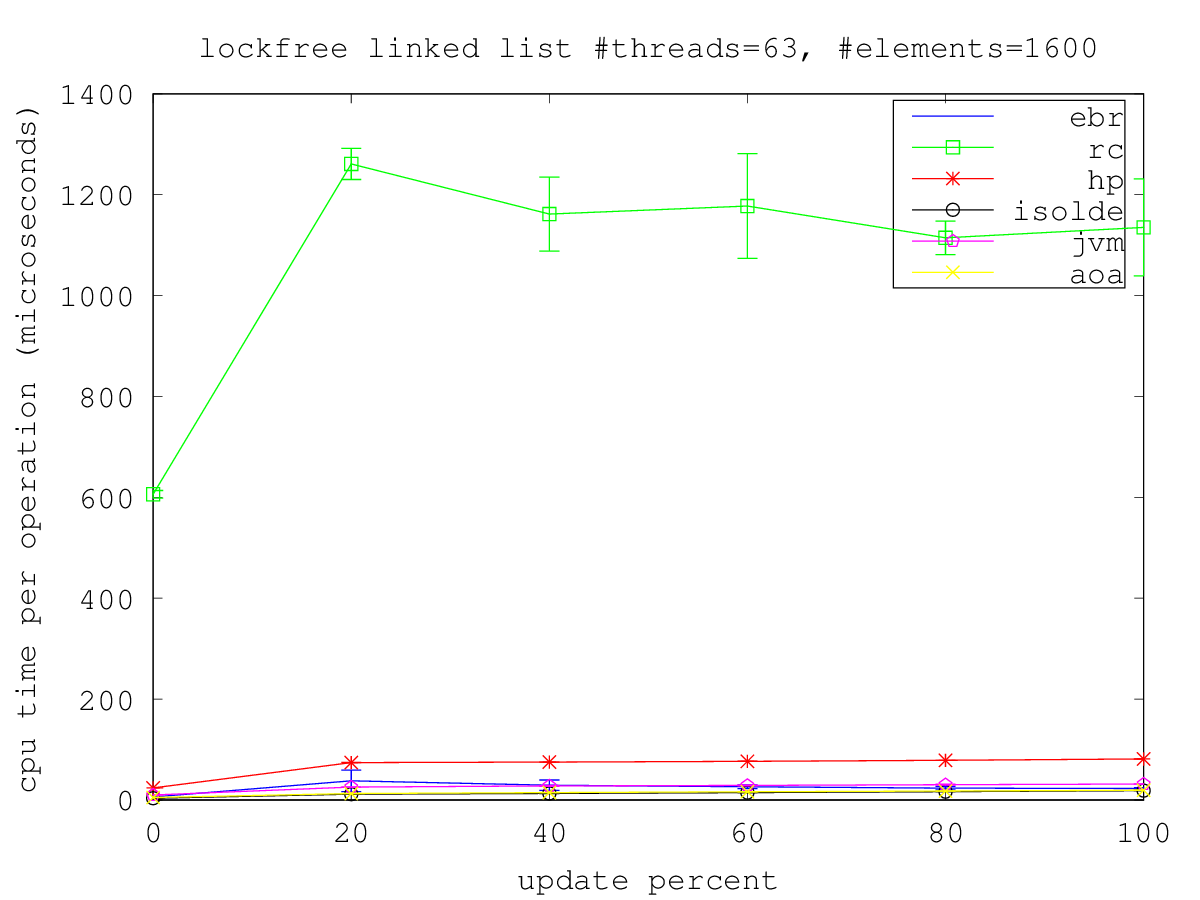 lockfree linked list #threads=63, #elements=1600
cpu time per operation (microseconds)
1400
1200
1000
800
600
400
200
0
ebr
rc
hp
isolde
jvm
aoa
0 20 40 60 80 100
update percent